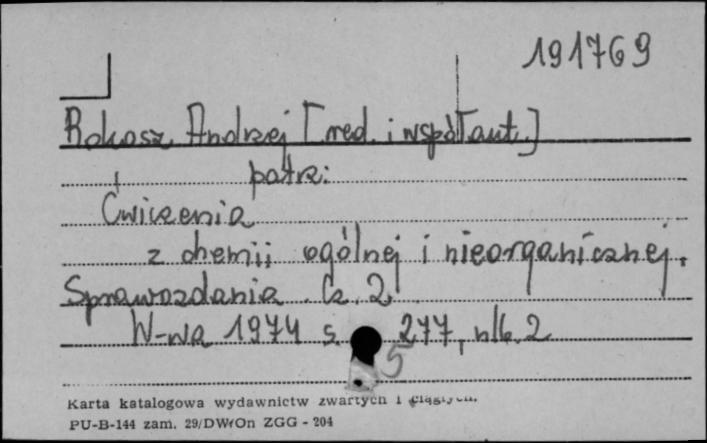 191769
Rokosz Andrzej [red. i współaut.]
patrz:
Ćwiczenia
z chemii ogólnej i nieorganicznej.
Sprawozdania. Cz. 2
W-wa 1974 s. 277, nlb. 2
5
Karta katalogowa wydawnictw zwartych i ciągłych.
PU-B-144 zam. 29/DWrOn ZGG - 204